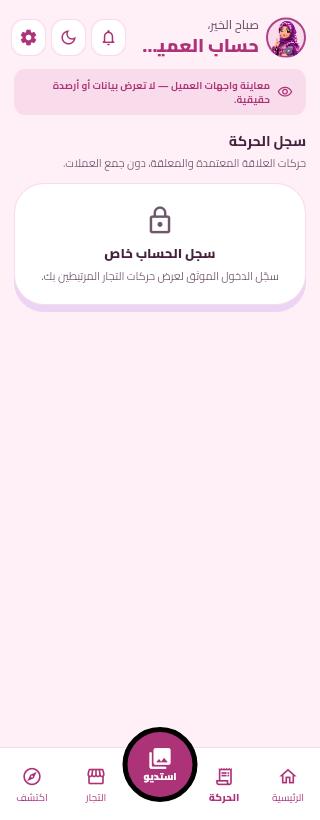 صباح الخير،
حساب العميـ...
معاينة واجهات العميل — لا تعرض بيانات أو أرصدة
حقيقية.
سجل الحركة
حركات العلاقة المعتمدة والمعلقة، دون جمع العملات.
سجل الحساب خاص
سجّل الدخول الموثق لعرض حركات التجار المرتبطين بك.
الرئيسية
الحركة
استديو
التجار
اكتشف